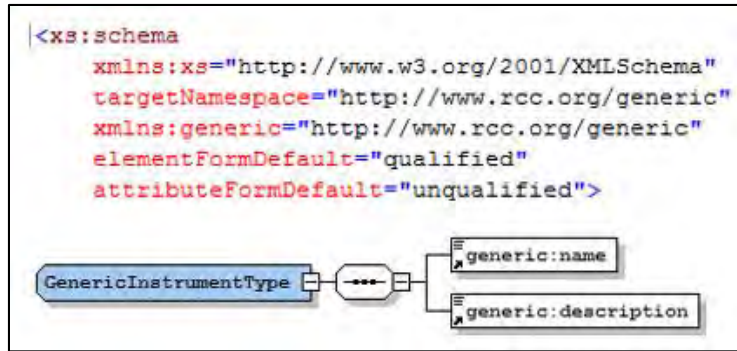 <xs:schema
xmlns:xs="http://www.w3.org/2001/XMLSchema"
targetNamespace="http://www.rcc.org/generic"
xmlns:generic="http://www.rcc.org/generic"
elementFormDefault="qualified"
attributeFormDefault="unqualified">
GenericInstrumentType
generic:name
generic:description